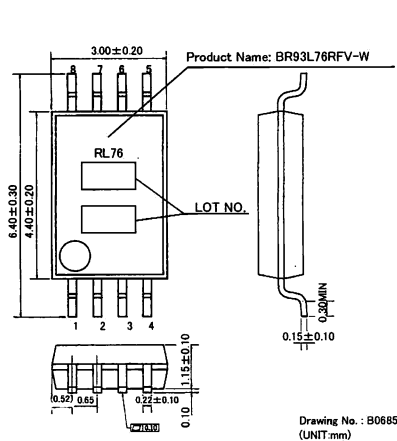 3.00±0.20
Product Name: BR93L76RFV-W
8 7 6 5
RL76
LOT NO.
6.40±0.30
4.40±0.20
1 2 3 4
0.30MIN
0.15±0.10
1.15±0.10
(0.52) 0.65 0.22±0.10
0.10
0.10
Drawing No. : B0685
(UNIT:mm)